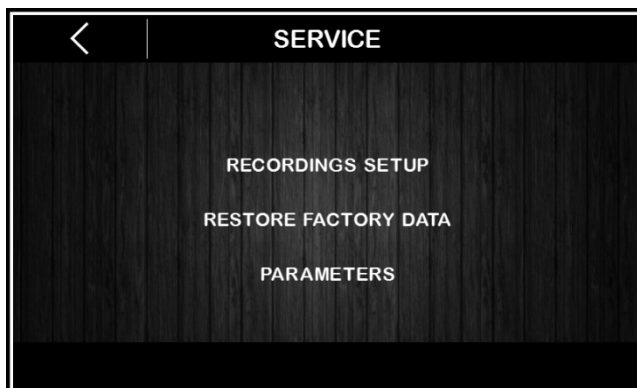 SERVICE
RECORDINGS SETUP
RESTORE FACTORY DATA
PARAMETERS